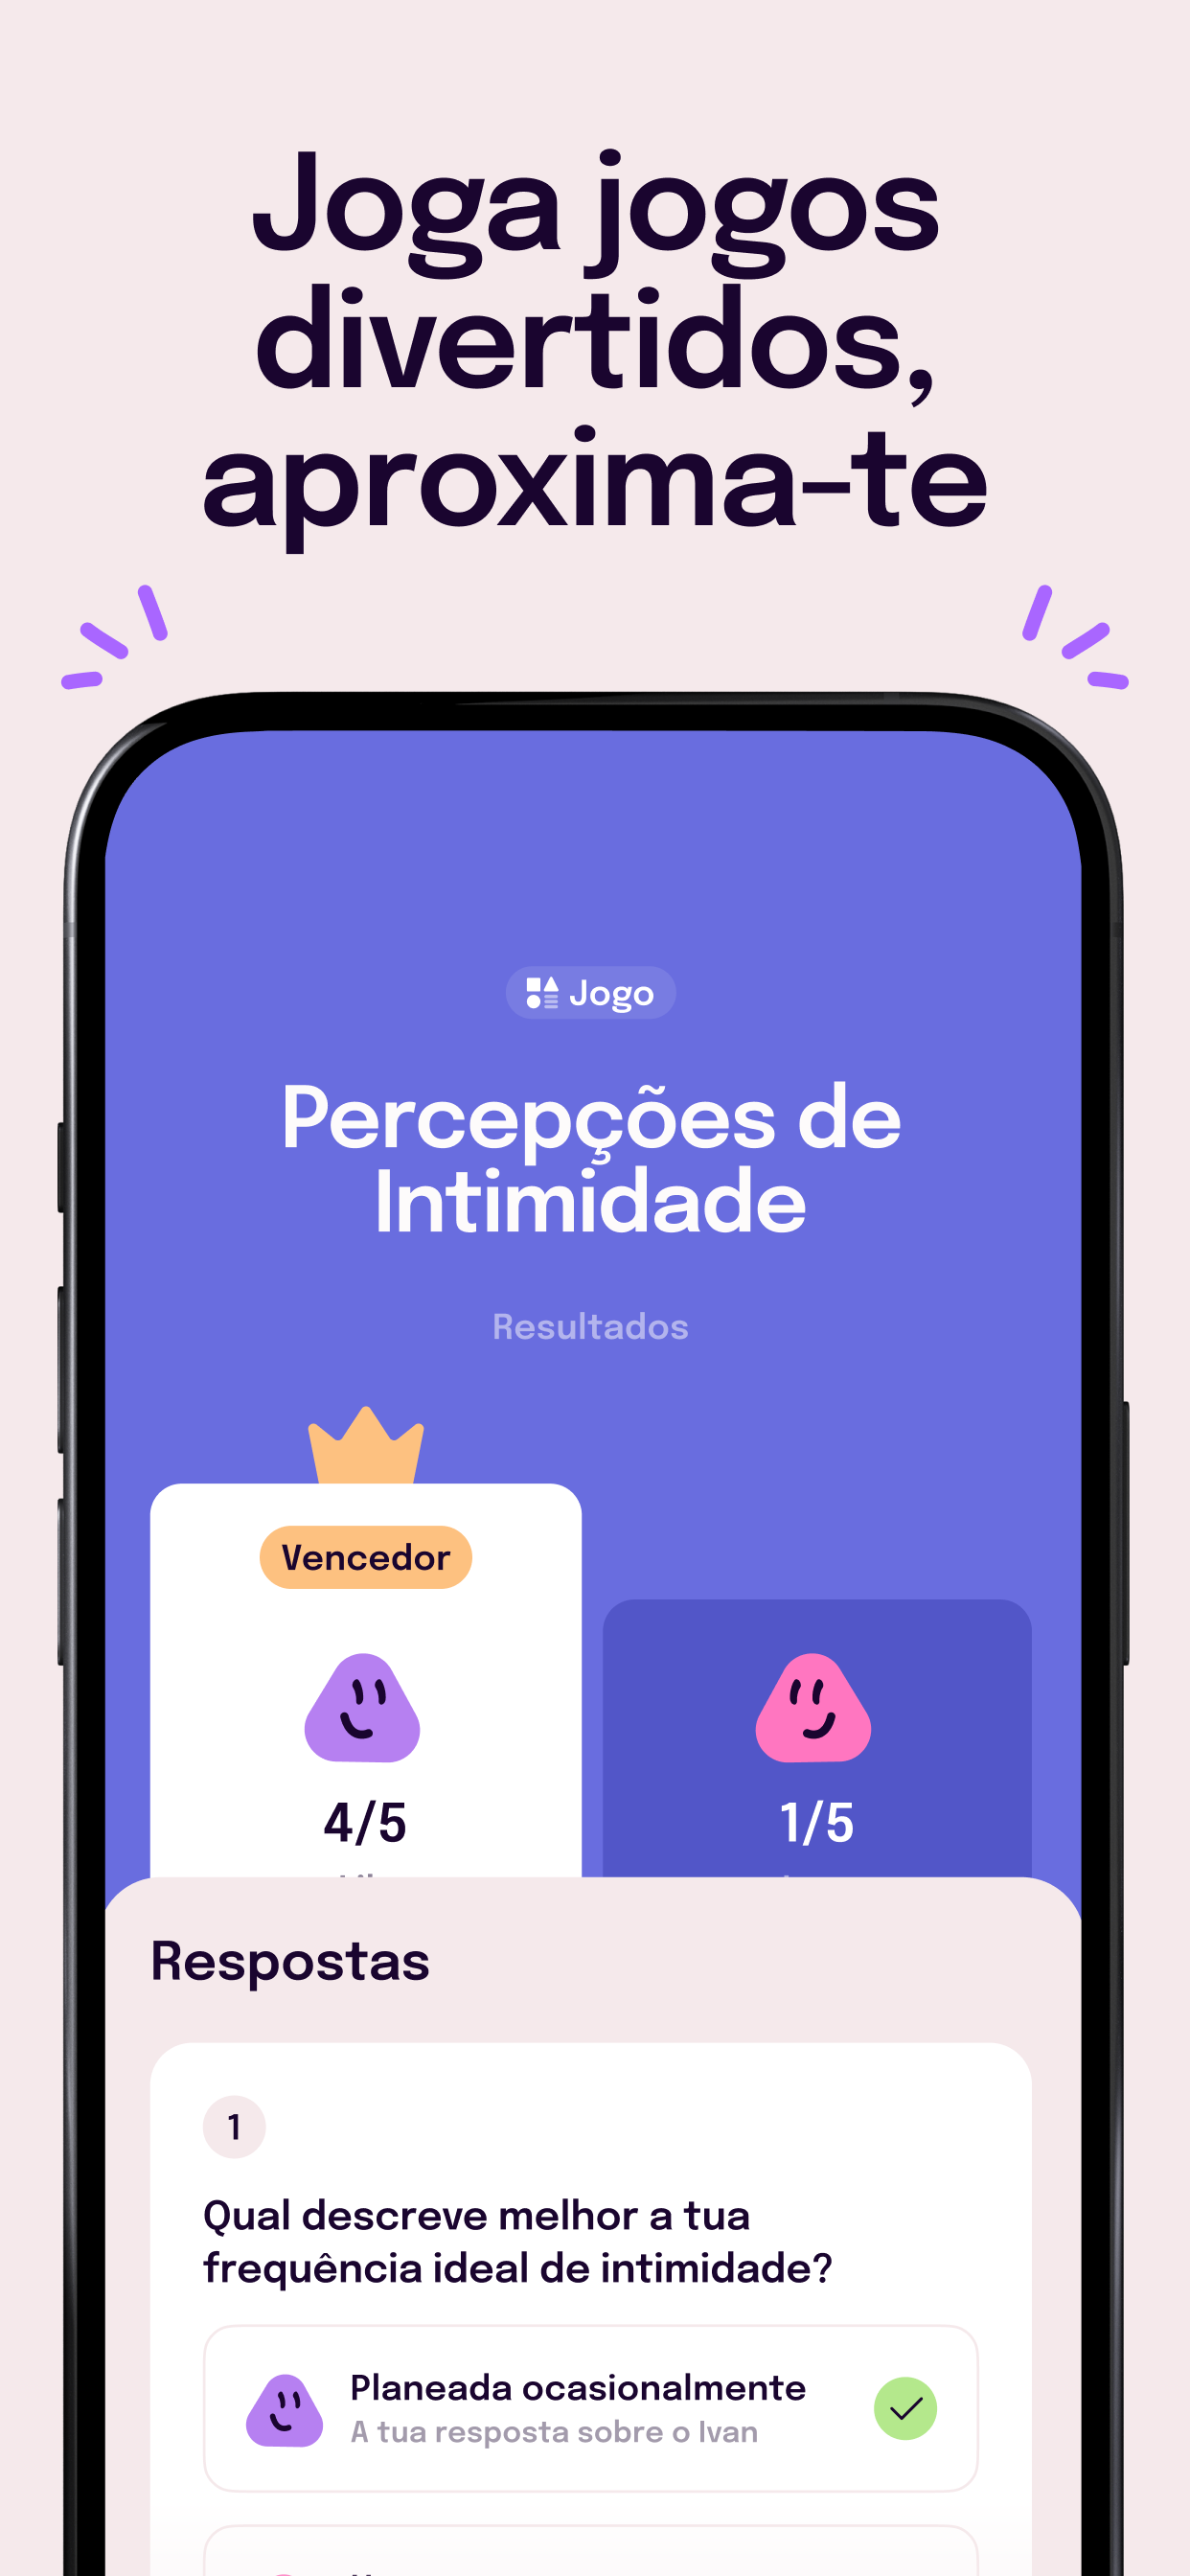 Joga jogos
divertidos,
aproxima-te
Jogo
Percepções de
Intimidade
Resultados
Vencedor
4/5
1/5
Respostas
1
Qual descreve melhor a tua
frequência ideal de intimidade?
Planeada ocasionalmente
A tua resposta sobre o Ivan